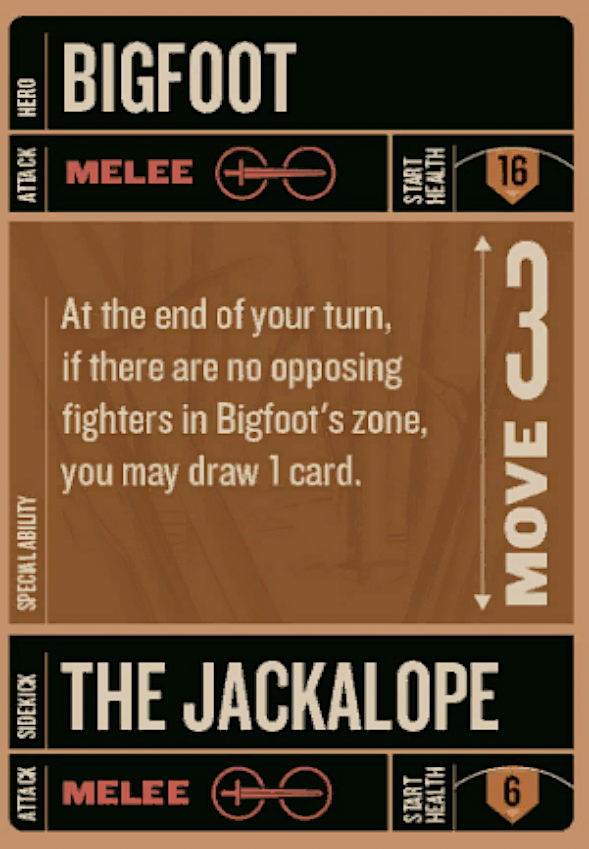 HERO
BIGFOOT
ATTACK
MELEE
START
HEALTH
16
SPECIAL ABILITY
At the end of your turn,
if there are no opposing
fighters in Bigfoot's zone,
you may draw 1 card.
MOVE 3
SIDEKICK
THE JACKALOPE
ATTACK
MELEE
START
HEALTH
6